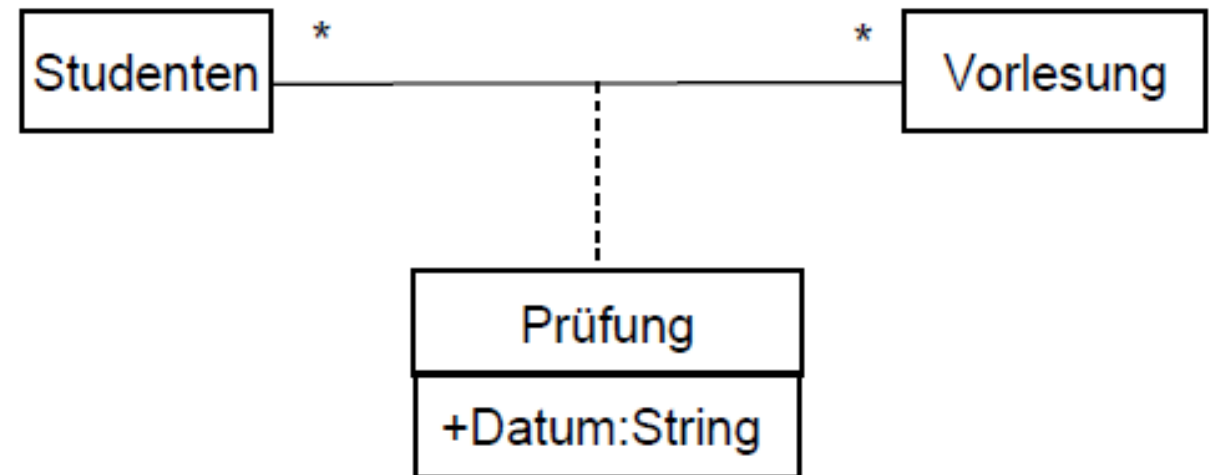 Studenten
*
*
Vorlesung
Prüfung
+Datum:String